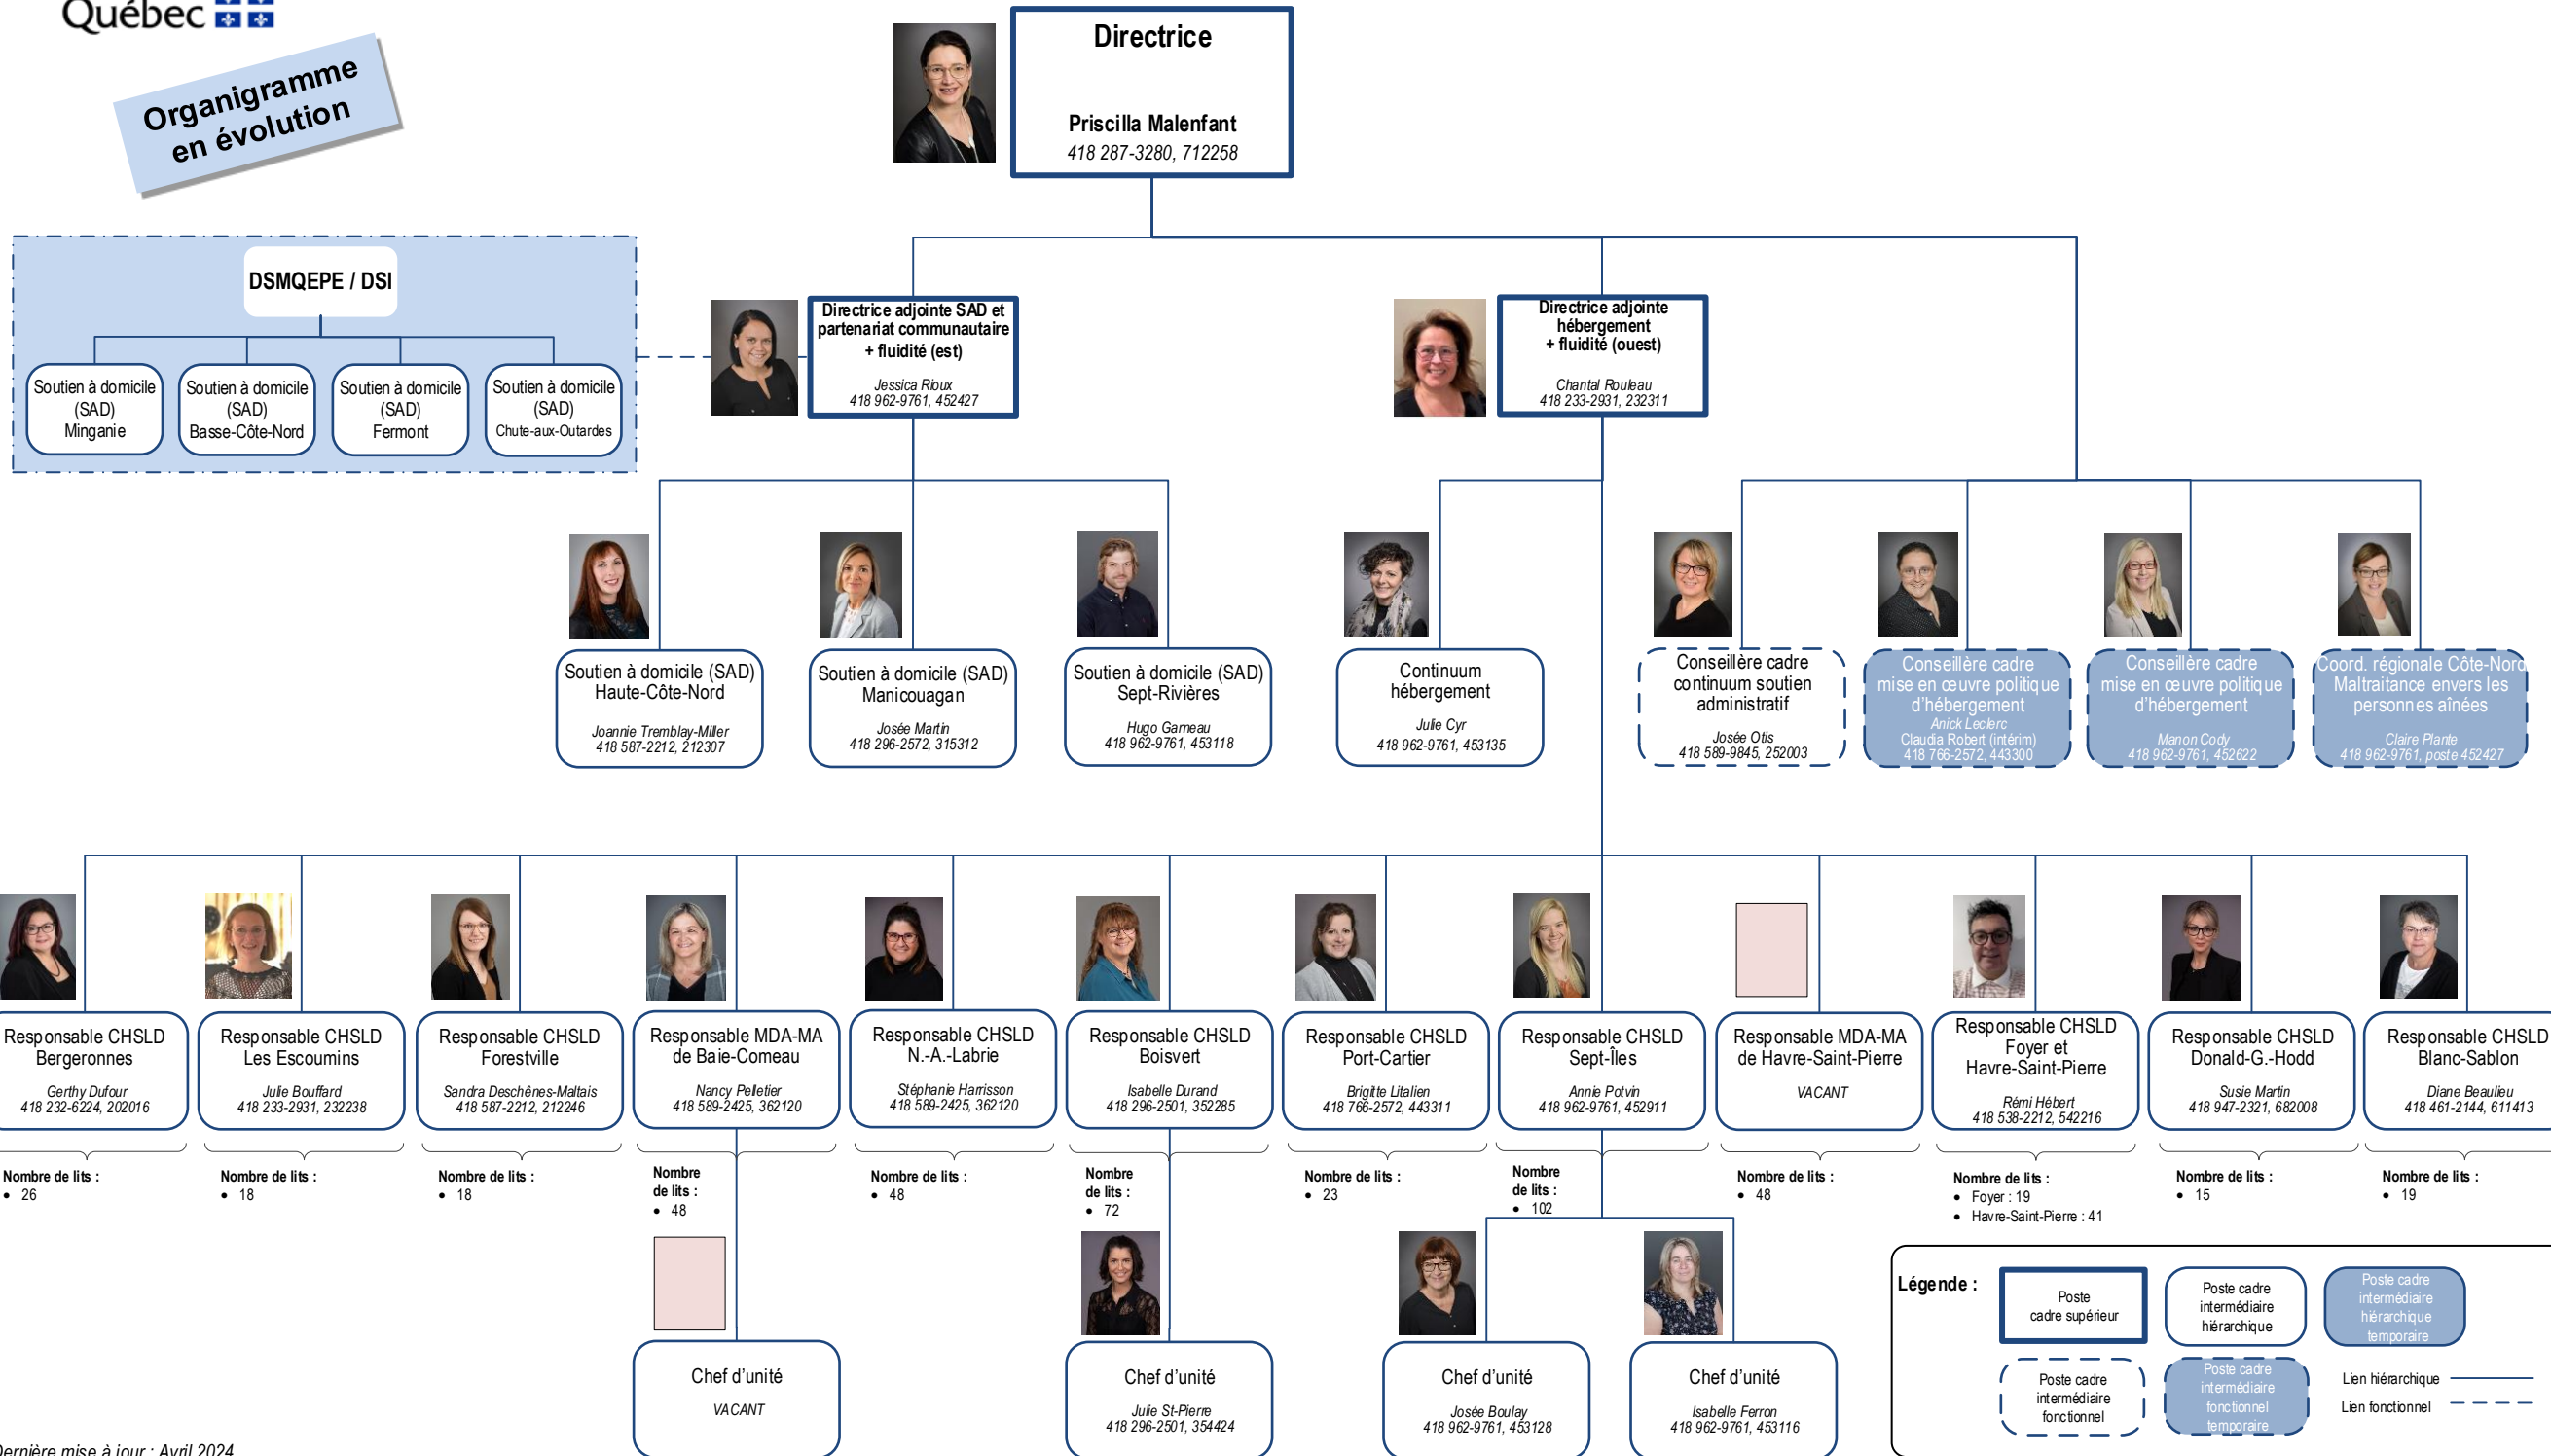 Québec
Organigramme
en évolution
Directrice
Priscilla Malenfant
418 287-3280, 712258
DSMQEPE / DSI
Soutien à domicile
(SAD)
Minganie
Soutien à domicile
(SAD)
Basse-Côte-Nord
Soutien à domicile
(SAD)
Fermont
Soutien à domicile
(SAD)
Chute-aux-Outardes
Directrice adjointe SAD et
partenariat communautaire
+ fluidité (est)
Jessica Rioux
418 962-9761, 452427
Directrice adjointe
hébergement
+ fluidité (ouest)
Chantal Rouleau
418 233-2931, 232311
Soutien à domicile (SAD)
Haute-Côte-Nord
Joannie Tremblay-Miller
418 587-2212, 212307
Soutien à domicile (SAD)
Manicouagan
Josée Martin
418 296-2572, 315312
Soutien à domicile (SAD)
Sept-Rivières
Hugo Garneau
418 962-9761, 453118
Continuum
hébergement
Julie Cyr
418 962-9761, 453135
Conseillère cadre
continuum soutien
administratif
Josée Otis
418 589-9845, 252003
Conseillère cadre
mise en œuvre politique
d'hébergement
Anick Leclerc
Claudia Robert (intérim)
418 766-2572, 443300
Conseillère cadre
mise en œuvre politique
d'hébergement
Manon Cody
418 962-9761, 452622
Coord. régionale Côte-Nord
Maltraitance envers les
personnes aînées
Claire Plante
418 962-9761, poste 452427
Responsable CHSLD
Bergeronnes
Gerthy Dufour
418 232-6224, 202016
Responsable CHSLD
Les Escoumins
Julie Bouffard
418 233-2931, 232238
Responsable CHSLD
Forestville
Sandra Deschênes-Maltais
418 587-2212, 212246
Responsable MDA-MA
de Baie-Comeau
Nancy Pelletier
418 589-2425, 362120
Responsable CHSLD
N.-A.-Labrie
Stéphanie Harrisson
418 589-2425, 362120
Responsable CHSLD
Boisvert
Isabelle Durand
418 296-2501, 352285
Responsable CHSLD
Port-Cartier
Brigitte Litalien
418 766-2572, 443311
Responsable CHSLD
Sept-Îles
Annie Potvin
418 962-9761, 452911
Responsable MDA-MA
de Havre-Saint-Pierre
VACANT
Responsable CHSLD
Foyer et
Havre-Saint-Pierre
Rémi Hébert
418 538-2212, 542216
Responsable CHSLD
Donald-G.-Hodd
Susie Martin
418 947-2321, 682008
Responsable CHSLD
Blanc-Sablon
Diane Beaulieu
418 461-2144, 611413
Nombre de lits :
• 26
Nombre de lits :
• 18
Nombre de lits :
• 18
Nombre
de lits :
• 48
Nombre de lits :
• 48
Nombre
de lits :
• 72
Nombre de lits :
• 23
Nombre
de lits :
• 102
Nombre de lits :
• 48
Nombre de lits :
• Foyer : 19
• Havre-Saint-Pierre : 41
Nombre de lits :
• 15
Nombre de lits :
• 19
Chef d'unité
VACANT
Chef d'unité
Julie St-Pierre
418 296-2501, 354424
Chef d'unité
Josée Boulay
418 962-9761, 453128
Chef d'unité
Isabelle Ferron
418 962-9761, 453116
Légende :
Poste
cadre supérieur
Poste cadre
intermédiaire
hiérarchique
Poste cadre
intermédiaire
hiérarchique
temporaire
Poste cadre
intermédiaire
fonctionnel
Poste cadre
intermédiaire
fonctionnel
temporaire
Lien hiérarchique
Lien fonctionnel
Dernière mise à jour : Avril 2024